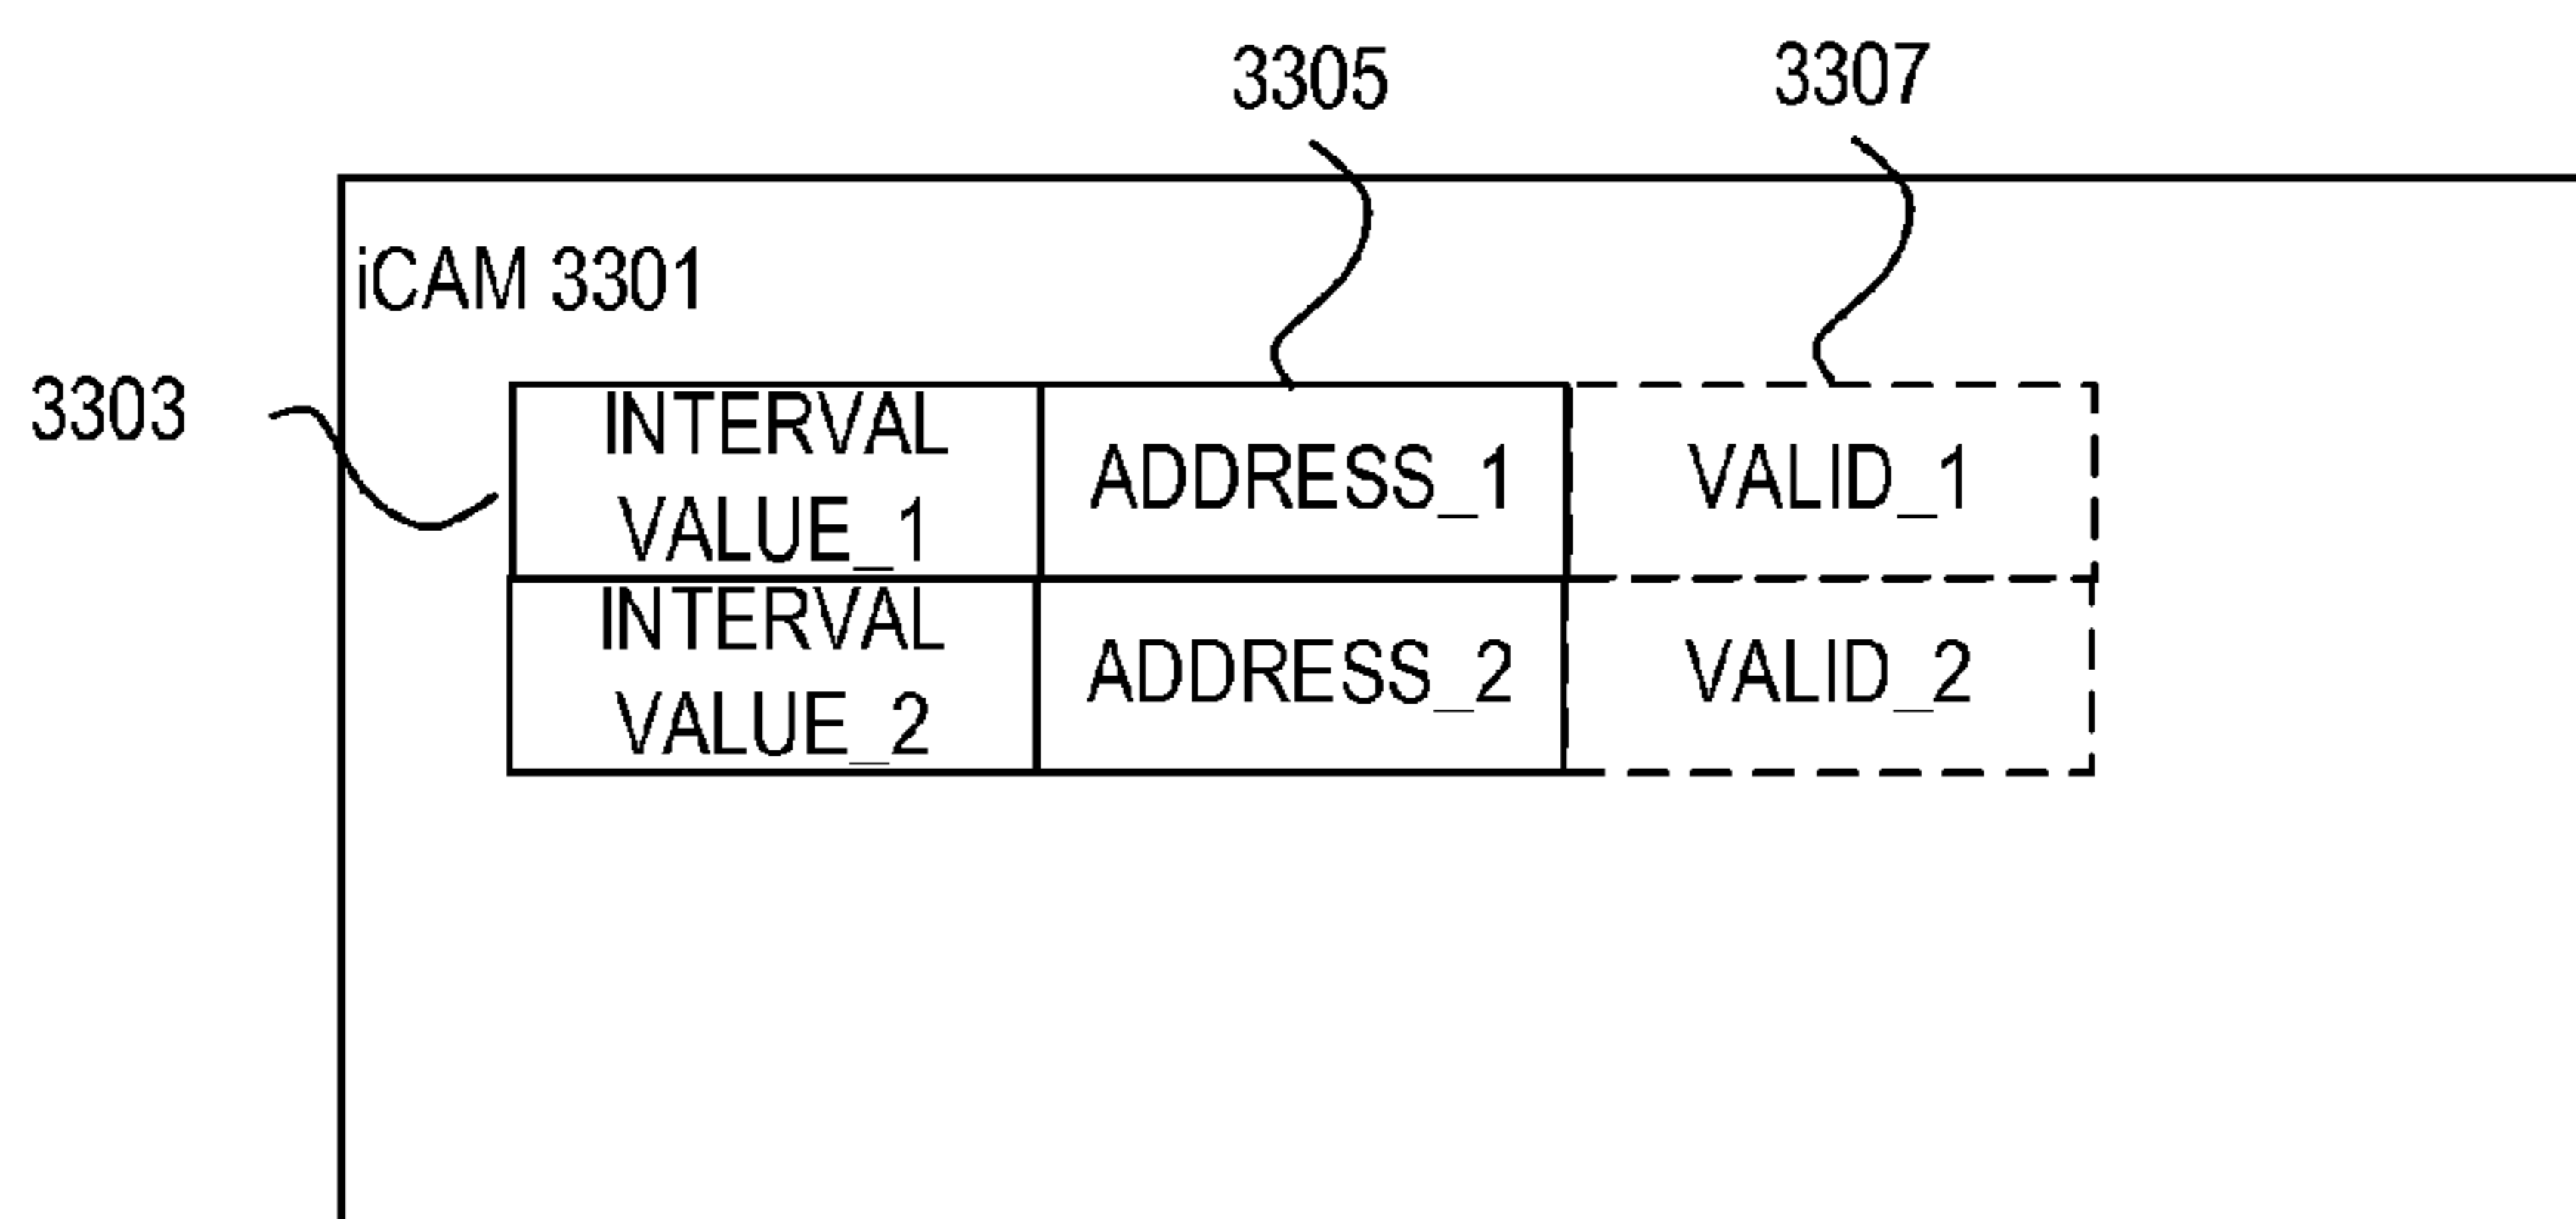 3305
3307
iCAM 3301
3303
INTERVAL
VALUE_1
ADDRESS_1
VALID_1
INTERVAL
VALUE_2
ADDRESS_2
VALID_2